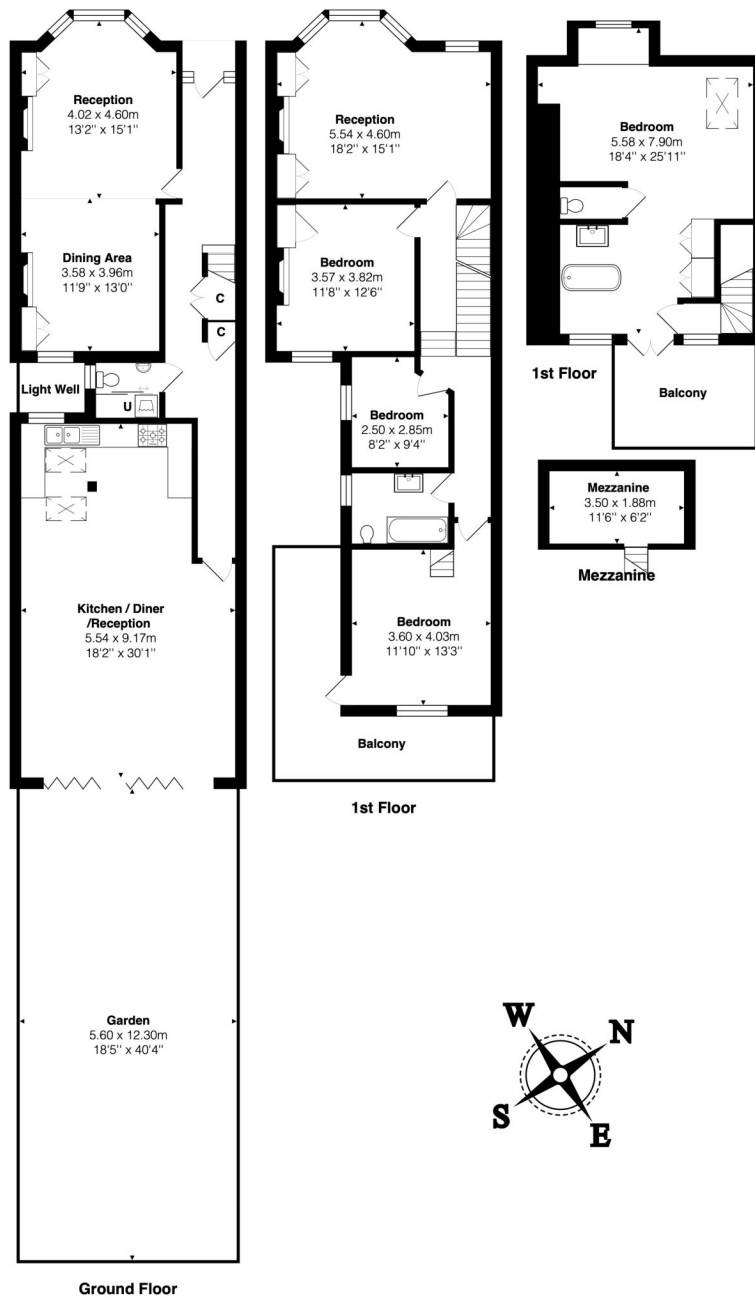 Reception
4.02 x 4.60m
13'2" x 15'1"
Dining Area
3.58 x 3.96m
11'9" x 13'0"
C
C
Light Well
U
Kitchen / Diner
/Reception
5.54 x 9.17m
18'2" x 30'1"
Garden
5.60 x 12.30m
18'5" x 40'4"
Ground Floor
Reception
5.54 x 4.60m
18'2" x 15'1"
Bedroom
3.57 x 3.82m
11'8" x 12'6"
Bedroom
2.50 x 2.85m
8'2" x 9'4"
Bedroom
3.60 x 4.03m
11'10" x 13'3"
Balcony
1st Floor
Bedroom
5.58 x 7.90m
18'4" x 25'11"
1st Floor
Balcony
Mezzanine
3.50 x 1.88m
11'6" x 6'2"
Mezzanine
W
N
S
E